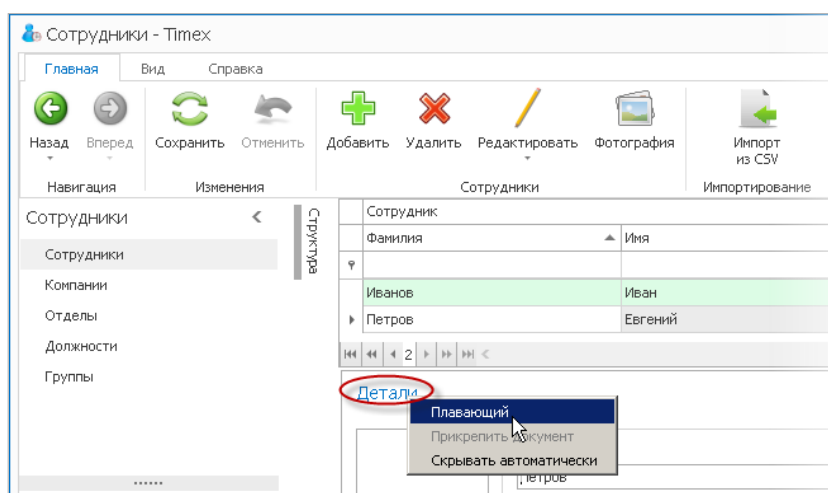 Сотрудники - Timex
Главная Вид Справка
Назад Вперед Сохранить Отменить Добавить Удалить Редактировать Фотография Импорт из CSV
Навигация Изменения Сотрудники Импортирование
Сотрудники
Сотрудники
Компании
Отделы
Должности
Группы
Структура
Сотрудник
Фамилия Имя
Иванов Иван
Петров Евгений
2
Детали
Плавающий
Прикрепить документ
Скрывать автоматически
Петров